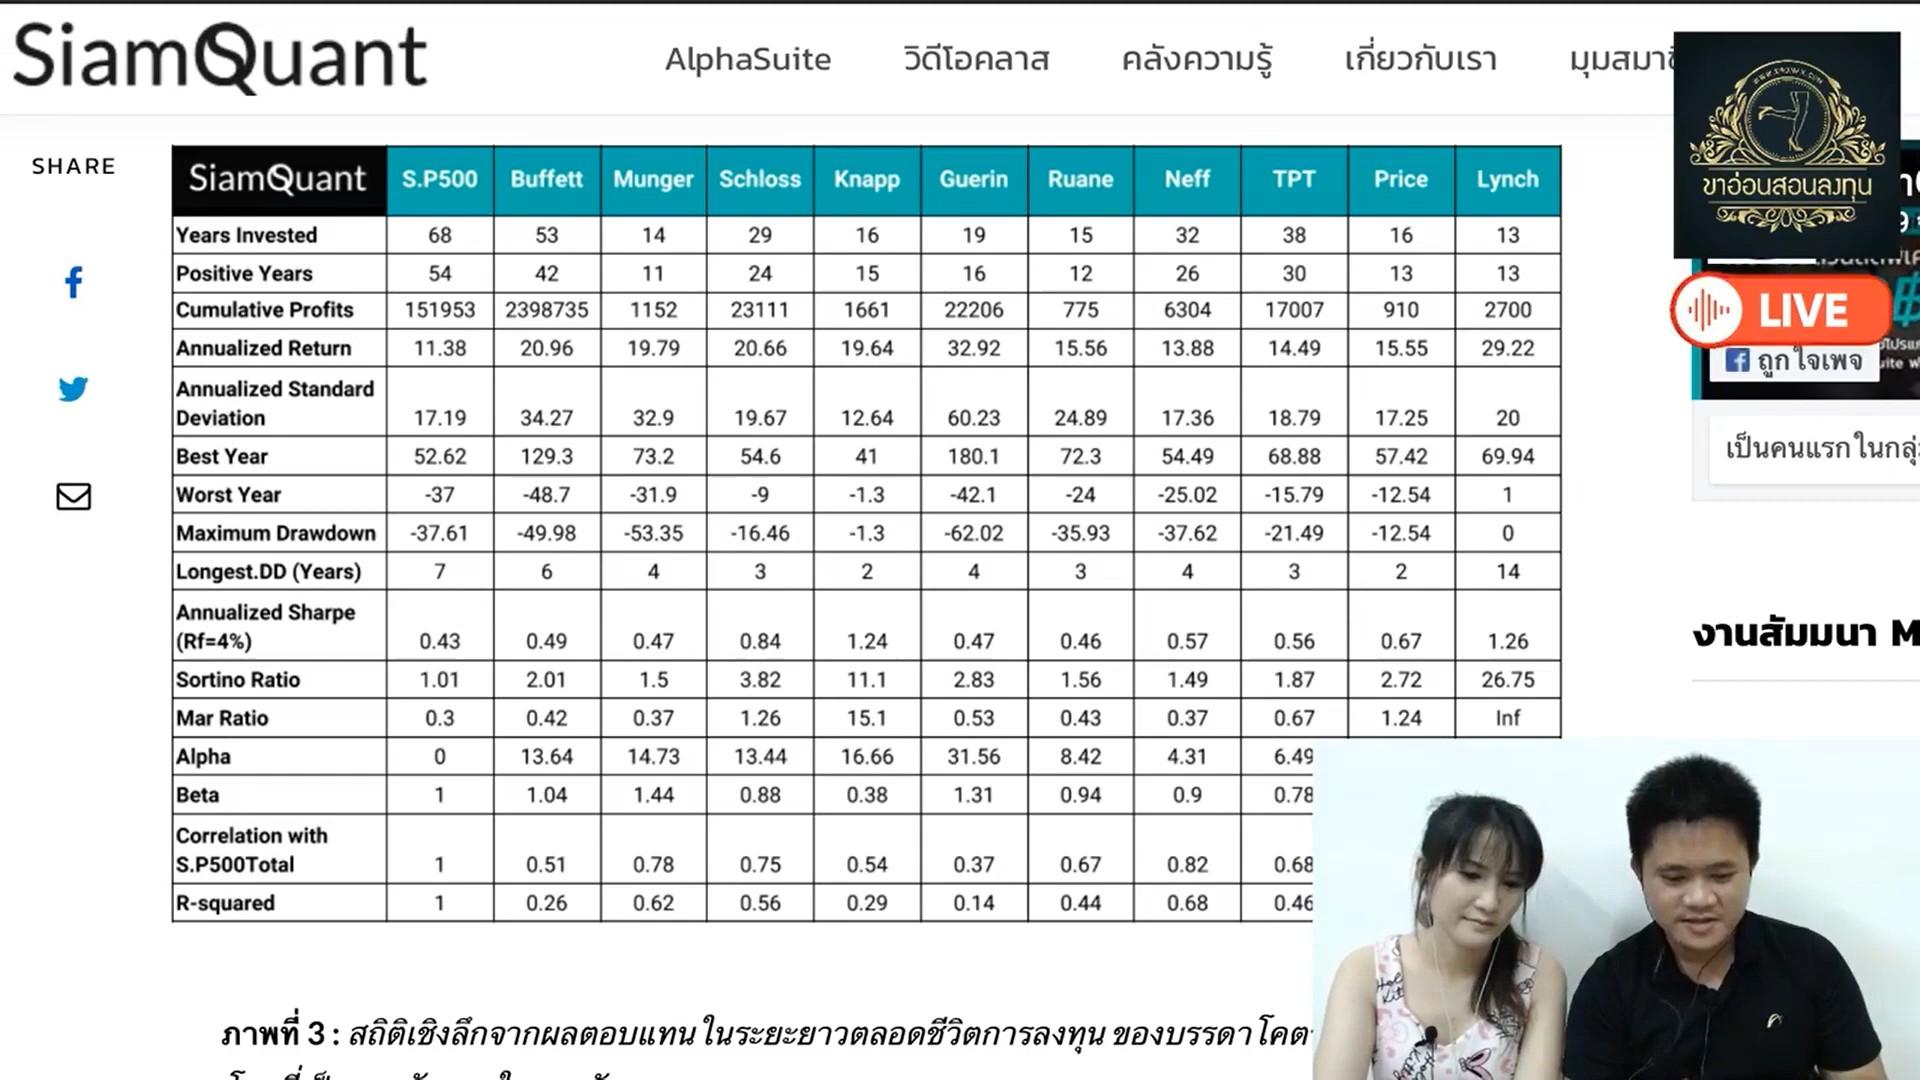 SiamQuant
AlphaSuite วิดีโอคลาส คลังความรู้ เกี่ยวกับเรา
WWW.
ขาอ่อนสอนลงทุน
SHARE
LIVE
ถูกใจเพจ
เป็นคนแรกในกลุ่
งานสัมมนา M
SiamQuant S.P500 Buffett Munger Schloss Knapp Guerin Ruane Neff TPT Price Lynch
Years Invested 68 53 14 29 16 19 15 32 38 16 13
Positive Years 54 42 11 24 15 16 12 26 30 13 13
Cumulative Profits 151953 2398735 1152 23111 1661 22206 775 6304 17007 910 2700
Annualized Return 11.38 20.96 19.79 20.66 19.64 32.92 15.56 13.88 14.49 15.55 29.22
Annualized Standard
Deviation 17.19 34.27 32.9 19.67 12.64 60.23 24.89 17.36 18.79 17.25 20
Best Year 52.62 129.3 73.2 54.6 41 180.1 72.3 54.49 68.88 57.42 69.94
Worst Year -37 -48.7 -31.9 -9 -1.3 -42.1 -24 -25.02 -15.79 -12.54 1
Maximum Drawdown -37.61 -49.98 -53.35 -16.46 -1.3 -62.02 -35.93 -37.62 -21.49 -12.54 0
Longest.DD (Years) 7 6 4 3 2 4 3 4 3 2 14
Annualized Sharpe
(Rf=4%) 0.43 0.49 0.47 0.84 1.24 0.47 0.46 0.57 0.56 0.67 1.26
Sortino Ratio 1.01 2.01 1.5 3.82 11.1 2.83 1.56 1.49 1.87 2.72 26.75
Mar Ratio 0.3 0.42 0.37 1.26 15.1 0.53 0.43 0.37 0.67 1.24 Inf
Alpha 0 13.64 14.73 13.44 16.66 31.56 8.42 4.31 6.49
Beta 1 1.04 1.44 0.88 0.38 1.31 0.94 0.9 0.78
Correlation with
S.P500Total 1 0.51 0.78 0.75 0.54 0.37 0.67 0.82 0.68
R-squared 1 0.26 0.62 0.56 0.29 0.14 0.44 0.68 0.46
ภาพที่ 3 : สถิติเชิงลึกจากผลตอบแทนในระยะยาวตลอดชีวิตการลงทุน ของบรรดาโคต